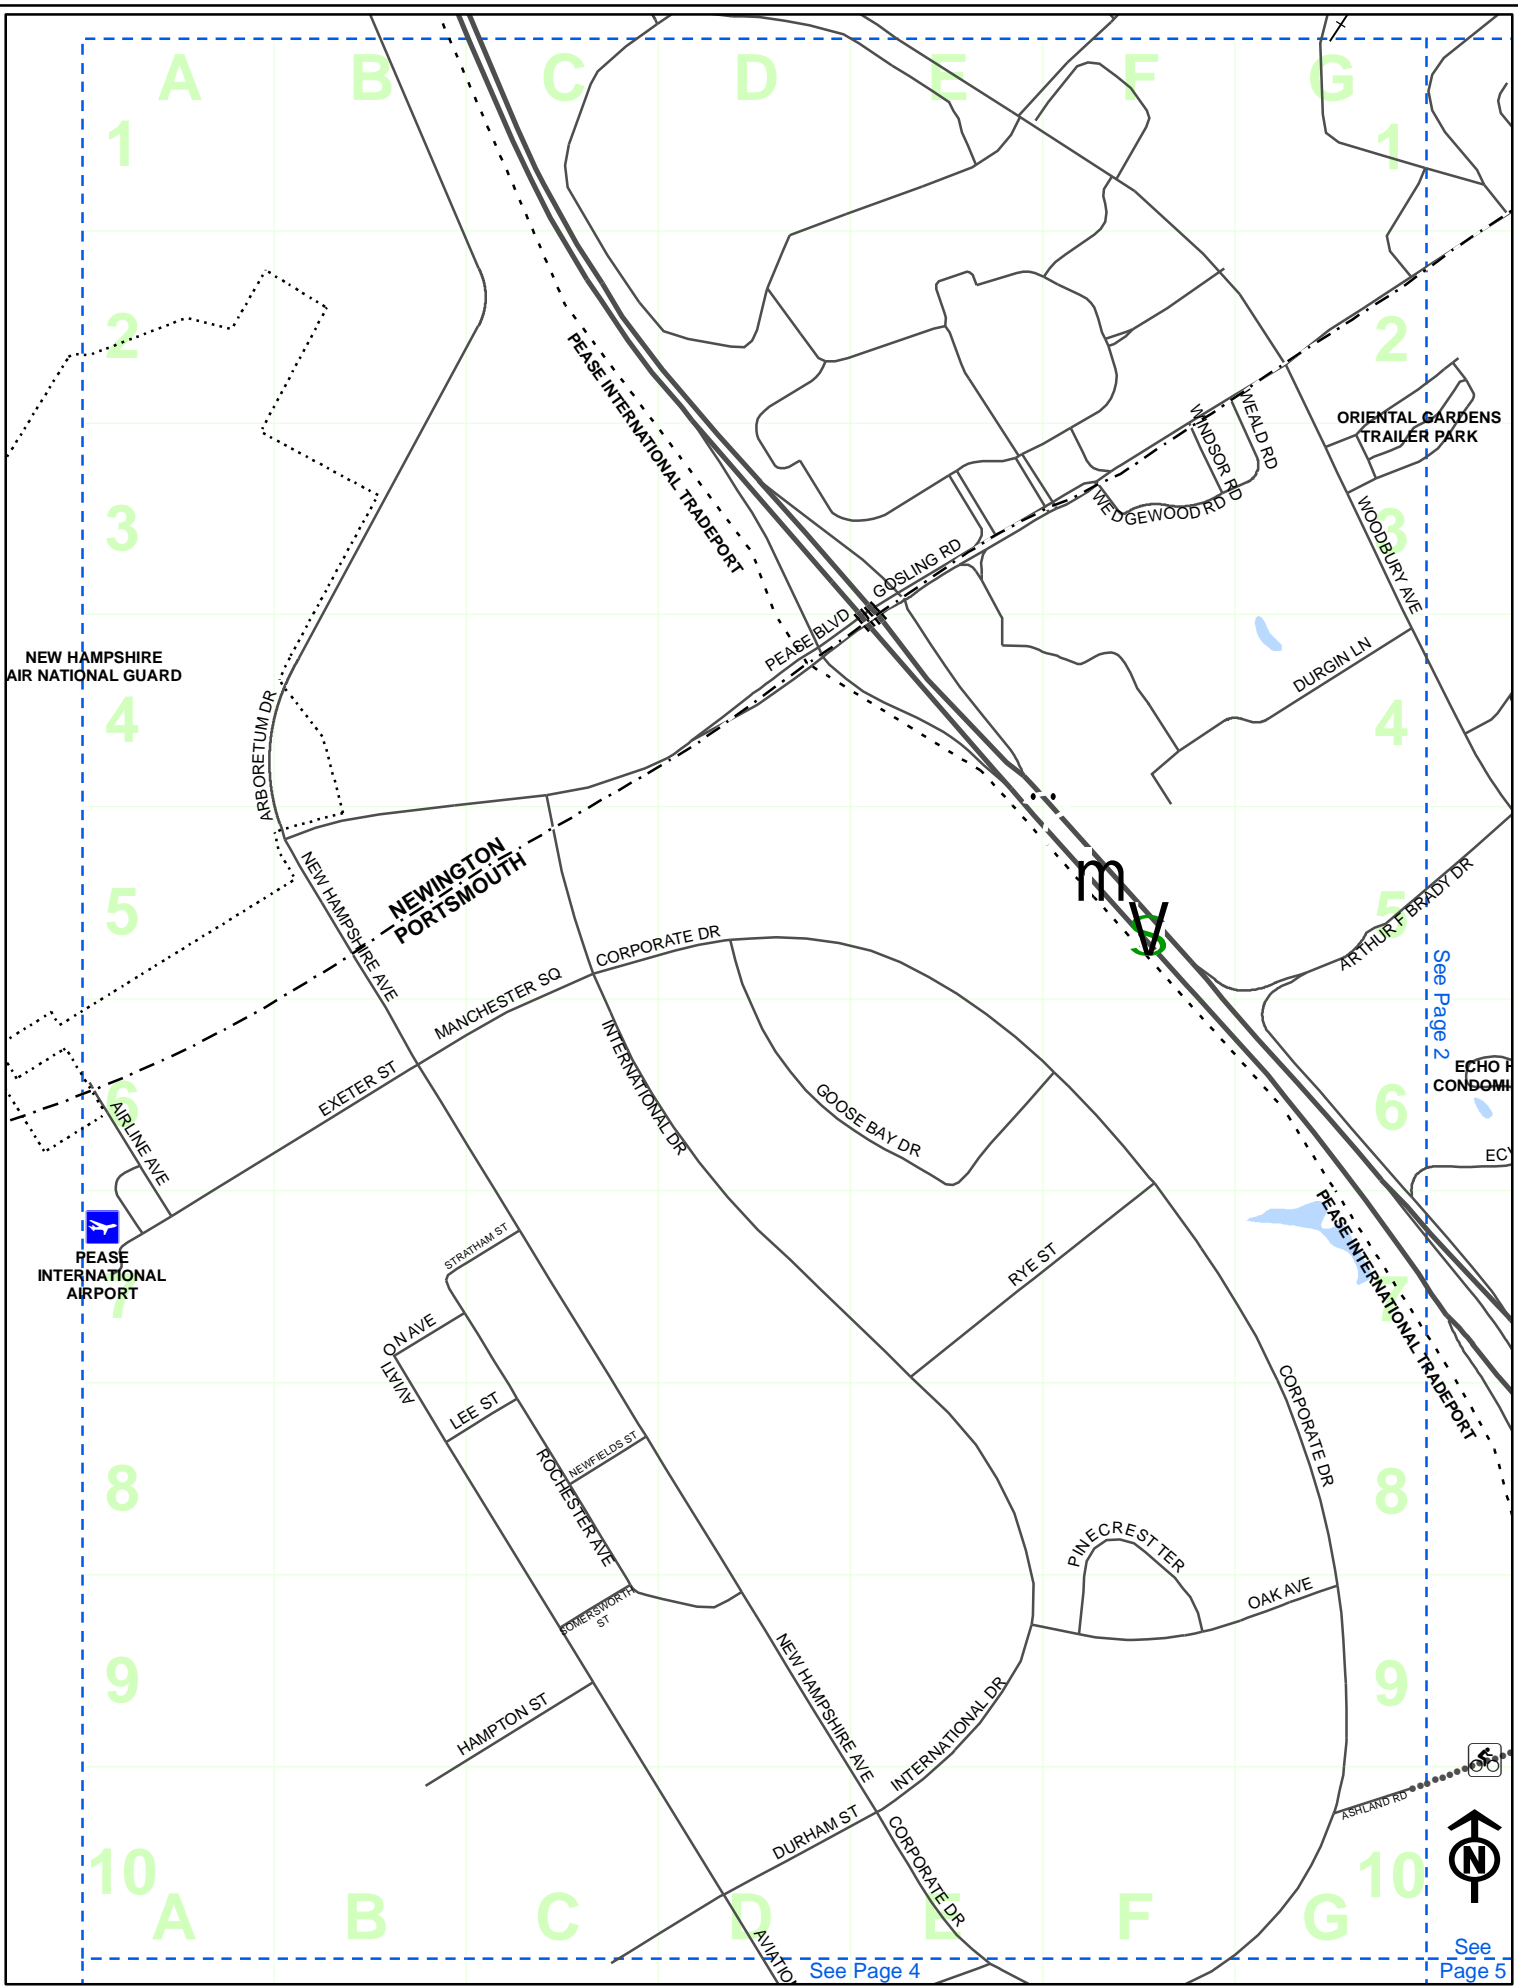 A B C D E F G
1 1
2 2
PEASE INTERNATIONAL TRADEPORT
WINDSOR RD
WEALD RD
ORIENTAL GARDENS
TRAILER PARK
3 3
WEDGEWOOD RD
WOODBURY AVE
GOSLING RD
PEASE BLVD
NEW HAMPSHIRE
AIR NATIONAL GUARD
DURGIN LN
4 4
ARBORETUM DR
NEW HAMPSHIRE AVE
NEWINGTON
PORTSMOUTH
m
V
S
5 5
ARTHUR F BRADY DR
CORPORATE DR
MANCHESTER SQ
See Page 2
INTERNATIONAL DR
EXETER ST
GOOSE BAY DR
ECHO H
CONDOMI
6 6
AIRLINE AVE
ECY
PEASE
INTERNATIONAL
AIRPORT
STRATHAM ST
RYE ST
PEASE INTERNATIONAL TRADEPORT
7 7
AVIATION AVE
LEE ST
CORPORATE DR
NEWFIELDS ST
ROCHESTER AVE
8 8
PINECREST TER
OAK AVE
SOMERSWORTH
ST
NEW HAMPSHIRE AVE
9 9
HAMPTON ST
INTERNATIONAL DR
ASHLAND RD
DURHAM ST
CORPORATE DR
N
10 10
A B C D E F G
AVIATIO
See Page 4
See
Page 5